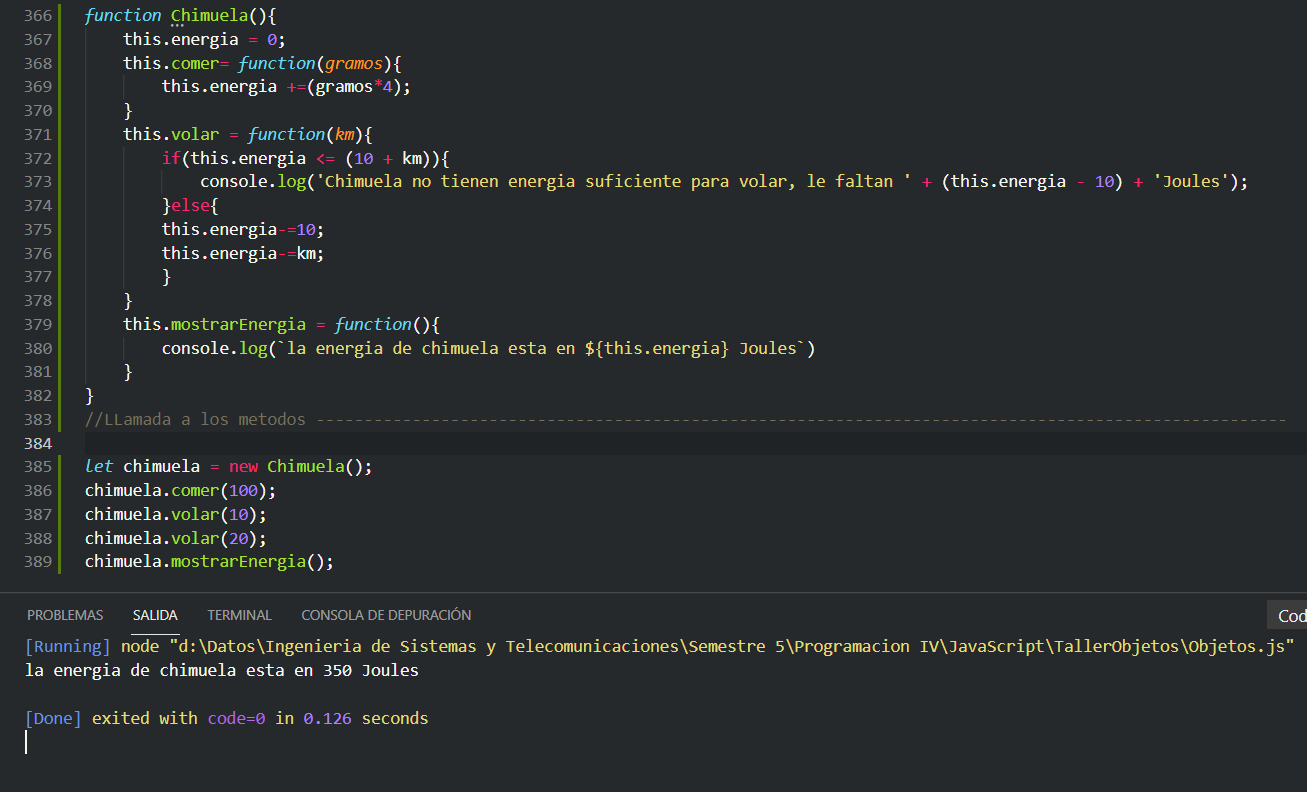 366 function Chimuela(){
367 this.energia = 0;
368 this.comer= function(gramos){
369 this.energia +=(gramos*4);
370 }
371 this.volar = function(km){
372 if(this.energia <= (10 + km)){
373 console.log('Chimuela no tienen energia suficiente para volar, le faltan ' + (this.energia - 10) + 'Joules');
374 }else{
375 this.energia-=10;
376 this.energia-=km;
377 }
378 }
379 this.mostrarEnergia = function(){
380 console.log(`la energia de chimuela esta en ${this.energia} Joules`)
381 }
382 }
383 //LLamada a los metodos -----------------------------------------------------------------------------------------------------
384
385 let chimuela = new Chimuela();
386 chimuela.comer(100);
387 chimuela.volar(10);
388 chimuela.volar(20);
389 chimuela.mostrarEnergia();
PROBLEMAS SALIDA TERMINAL CONSOLA DE DEPURACIÓN Cod
[Running] node "d:\Datos\Ingenieria de Sistemas y Telecomunicaciones\Semestre 5\Programacion IV\JavaScript\TallerObjetos\Objetos.js"
la energia de chimuela esta en 350 Joules
[Done] exited with code=0 in 0.126 seconds